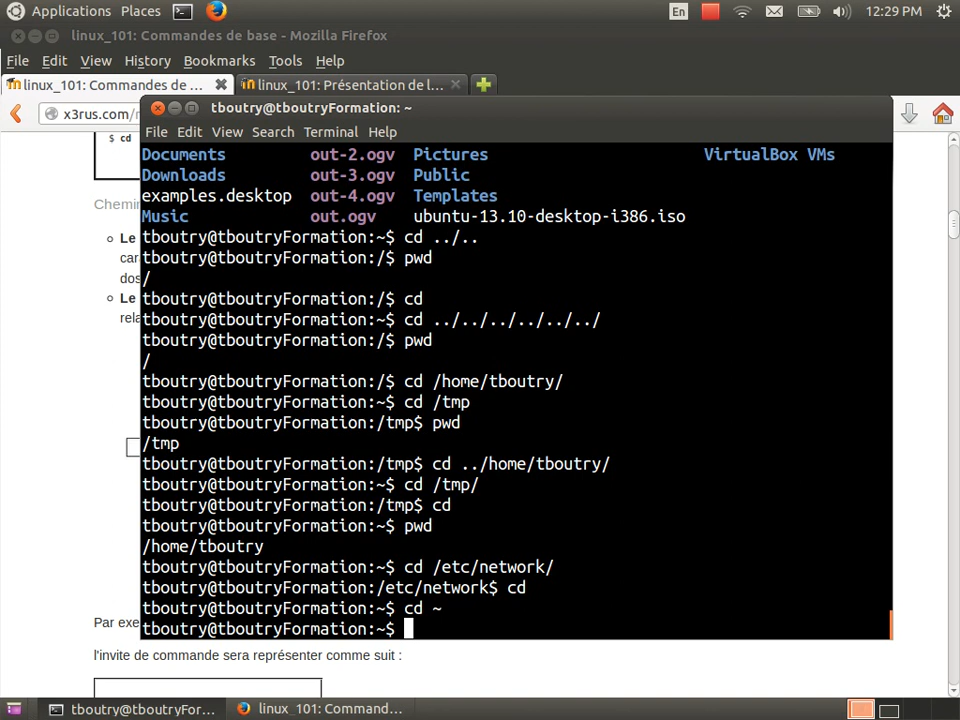 Applications Places En 12:29 PM
linux_101: Commandes de base - Mozilla Firefox
File Edit View History Bookmarks Tools Help
linux_101: Commandes de ... linux_101: Présentation de l...
x3rus.com/
tboutry@tboutryFormation: ~
File Edit View Search Terminal Help
$ cd
Documents out-2.ogv Pictures VirtualBox VMs
Downloads out-3.ogv Public
examples.desktop out-4.ogv Templates
Music out.ogv ubuntu-13.10-desktop-i386.iso
tboutry@tboutryFormation:~$ cd ../..
tboutry@tboutryFormation:/$ pwd
/
tboutry@tboutryFormation:/$ cd
tboutry@tboutryFormation:~$ cd ../../../../../../
tboutry@tboutryFormation:/$ pwd
/
tboutry@tboutryFormation:/$ cd /home/tboutry/
tboutry@tboutryFormation:~$ cd /tmp
tboutry@tboutryFormation:/tmp$ pwd
/tmp
tboutry@tboutryFormation:/tmp$ cd ../home/tboutry/
tboutry@tboutryFormation:~$ cd /tmp/
tboutry@tboutryFormation:/tmp$ cd
tboutry@tboutryFormation:~$ pwd
/home/tboutry
tboutry@tboutryFormation:~$ cd /etc/network/
tboutry@tboutryFormation:/etc/network$ cd
tboutry@tboutryFormation:~$ cd ~
tboutry@tboutryFormation:~$
Chemin
Le
car
dos
Le
rela
Par exe
l'invite de commande sera représenter comme suit :
tboutry@tboutryFor... linux_101: Command...